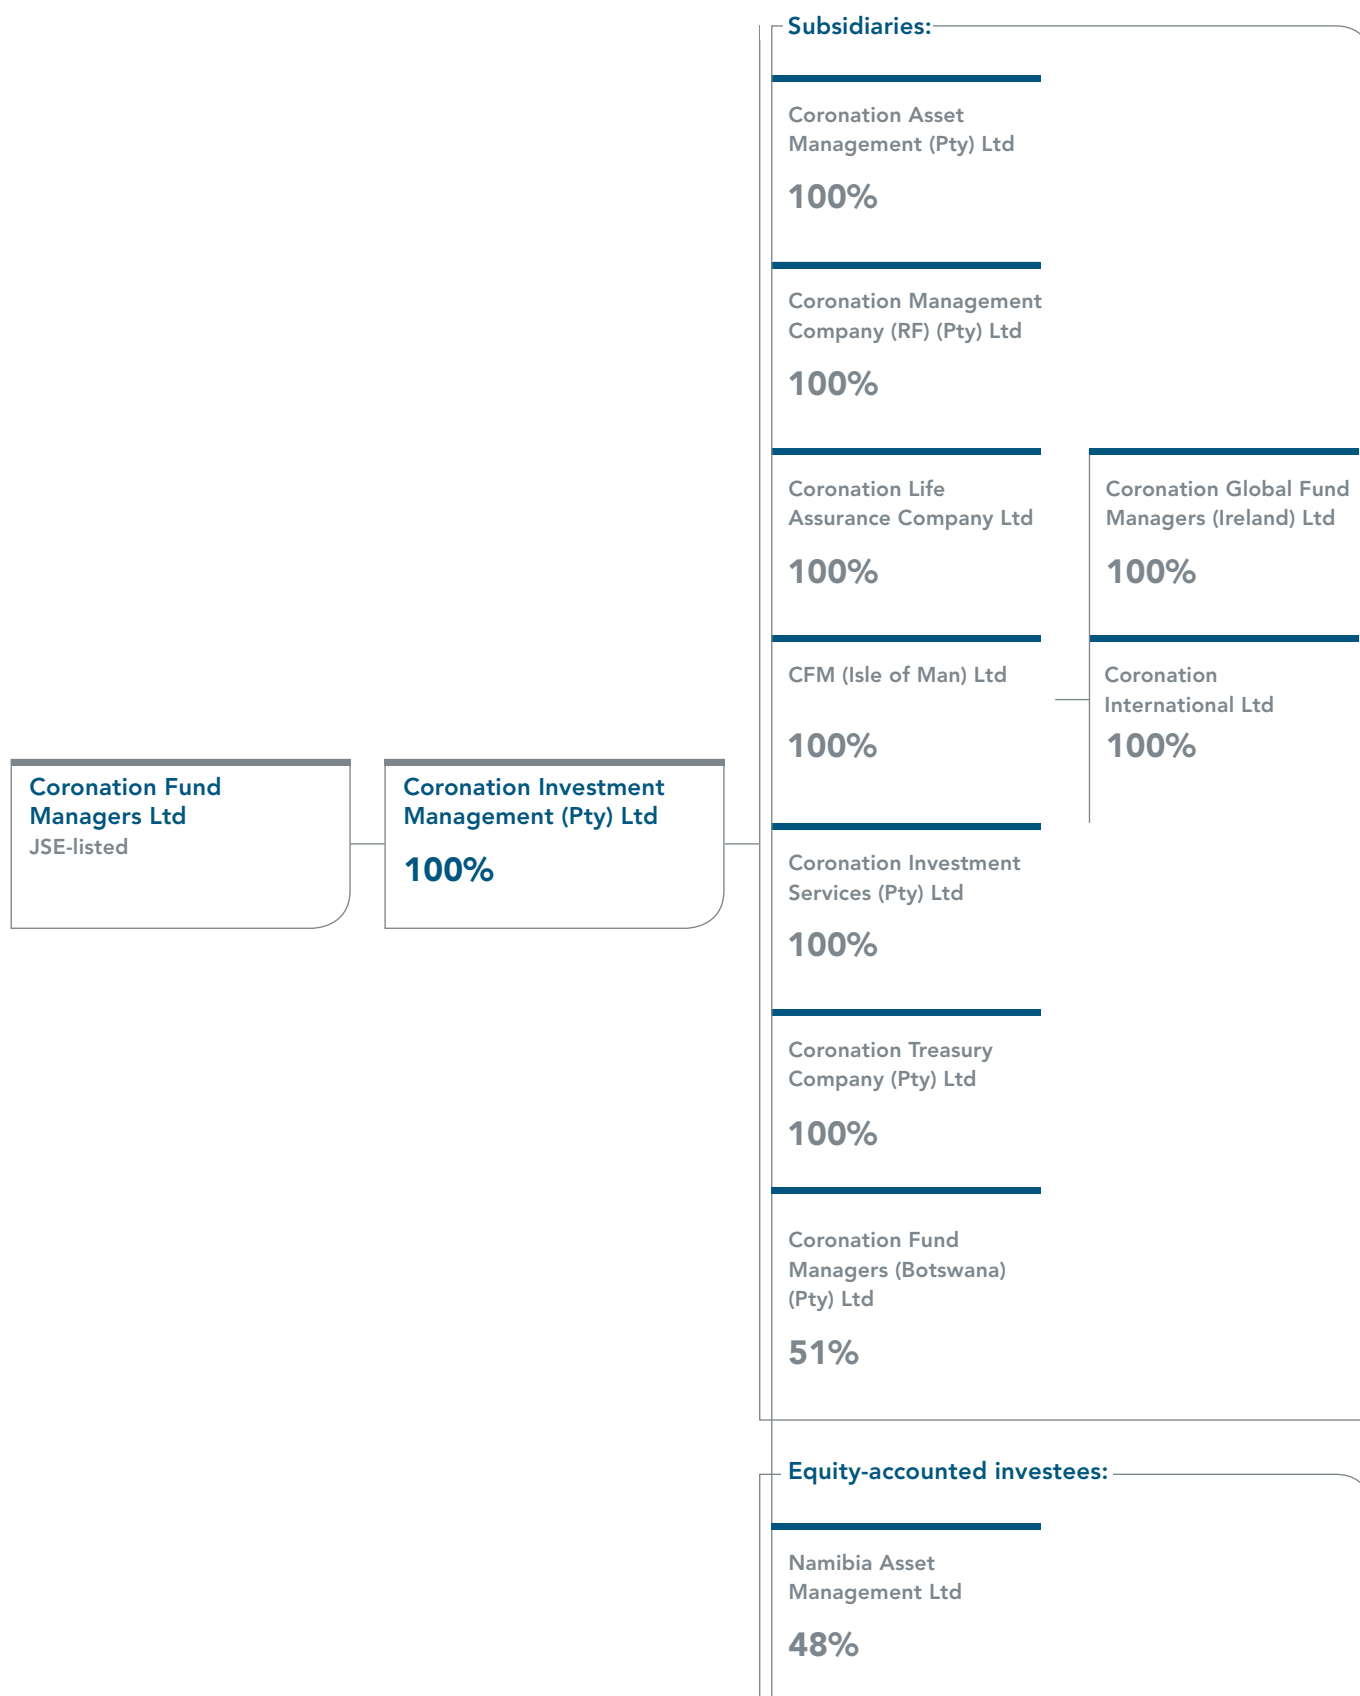 Subsidiaries:
Coronation Asset
Management (Pty) Ltd
100%
Coronation Management
Company (RF) (Pty) Ltd
100%
Coronation Life
Assurance Company Ltd
100%
Coronation Global Fund
Managers (Ireland) Ltd
100%
CFM (Isle of Man) Ltd
100%
Coronation
International Ltd
100%
Coronation Fund
Managers Ltd
JSE-listed
Coronation Investment
Management (Pty) Ltd
100%
Coronation Investment
Services (Pty) Ltd
100%
Coronation Treasury
Company (Pty) Ltd
100%
Coronation Fund
Managers (Botswana)
(Pty) Ltd
51%
Equity-accounted investees:
Namibia Asset
Management Ltd
48%